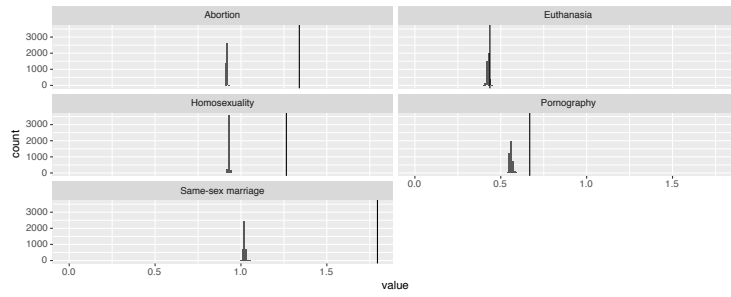 Abortion
Euthanasia
3000
2000
1000
0
Homosexuality
Pornography
3000
2000
1000
0
0.0 0.5 1.0 1.5
Same-sex marriage
3000
2000
1000
0
0.0 0.5 1.0 1.5
count
value